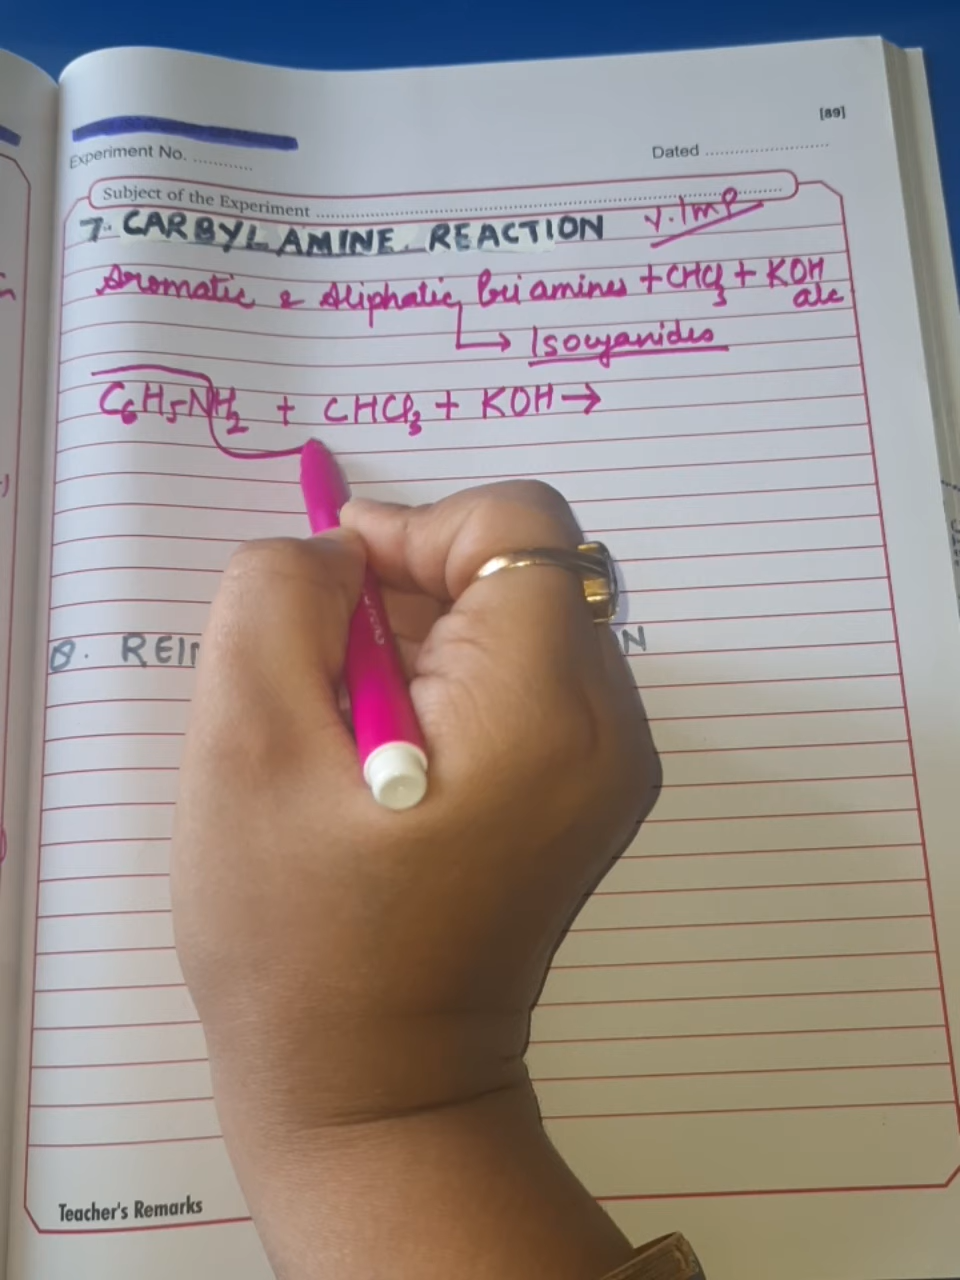 [89]
Experiment No. ............
Dated ........................
Subject of the Experiment ........................
7. CARBYLAMINE REACTION V.Imp
Aromatic & Aliphatic pri amines + CHCl3 + KOH
alc
→ Isocyanides
C6H5NH2 + CHCl3 + KOH →
8. REI
N
Teacher's Remarks